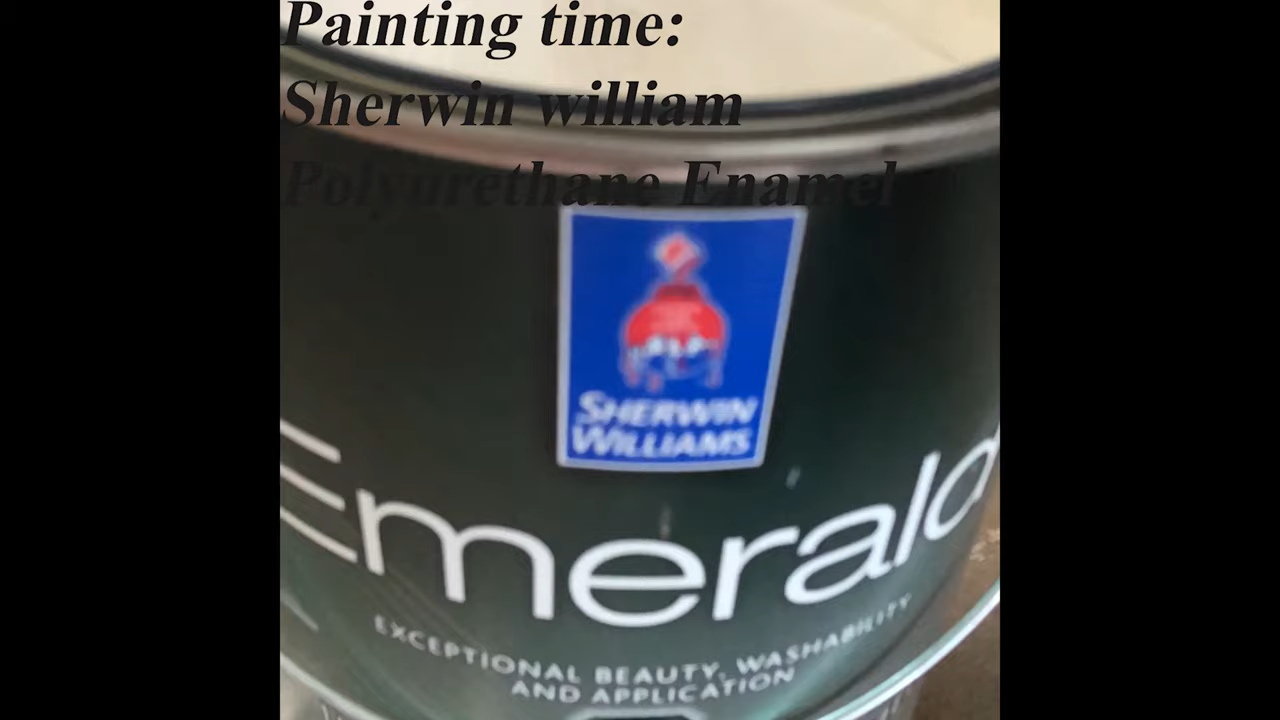 Painting time:
Sherwin william
Polyurethane Enamel
SHERWIN
WILLIAMS
Emerald
EXCEPTIONAL BEAUTY, WASHABILITY
AND APPLICATION